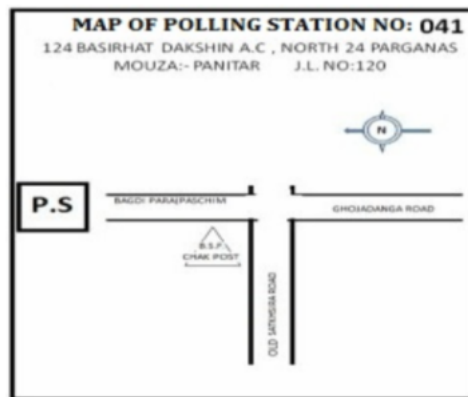 MAP OF POLLING STATION NO: 041
124 BASIRHAT DAKSHIN A.C , NORTH 24 PARGANAS
MOUZA:- PANITAR J.L. NO:120
N
P.S
BAGDI PARA(PASCHIM
GHOJADANGA ROAD
B.S.F
CHAK POST
OLD SATKHSIRA ROAD